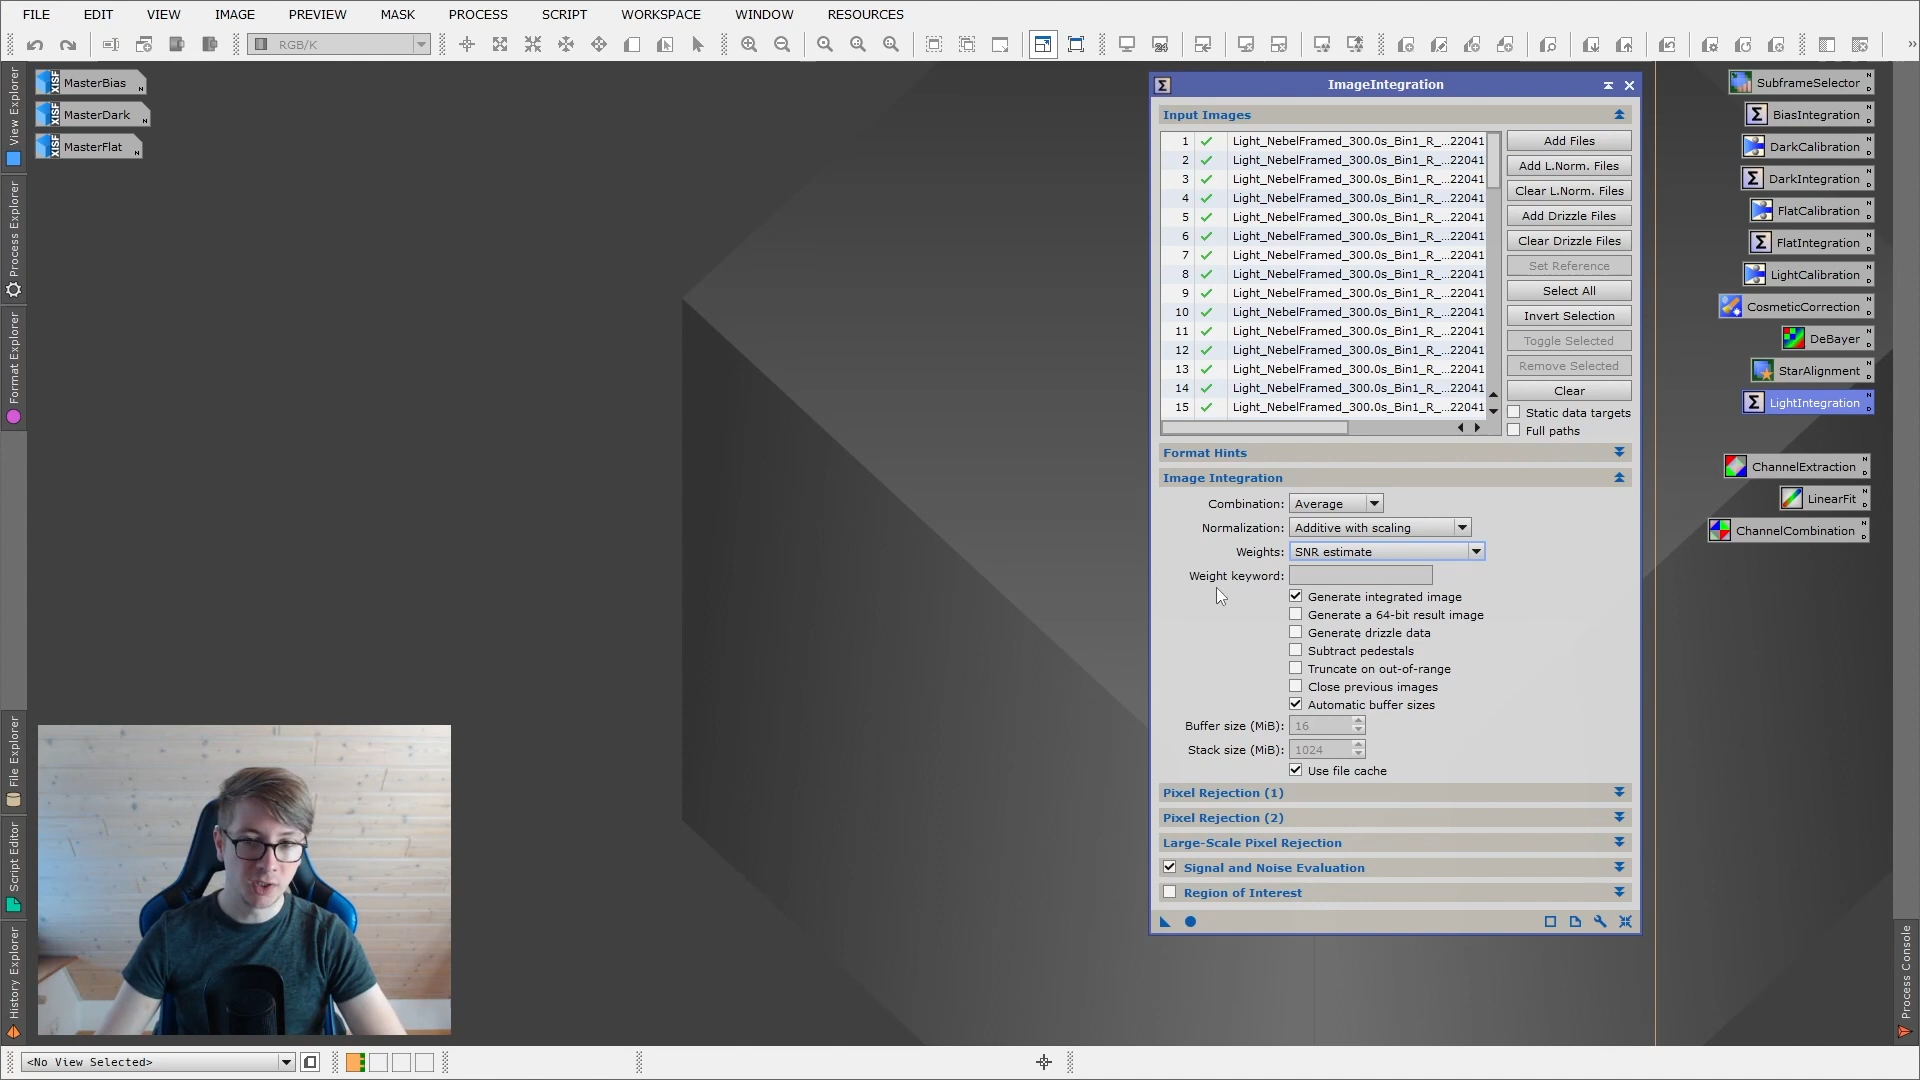 FILE EDIT VIEW IMAGE PREVIEW MASK PROCESS SCRIPT WORKSPACE WINDOW RESOURCES
RGB/K
24
View Explorer
Process Explorer
Format Explorer
File Explorer
Script Editor
History Explorer
XISF MasterBias N
XISF MasterDark N
XISF MasterFlat N
Σ ImageIntegration
Input Images
1 Light_NebelFramed_300.0s_Bin1_R_...22041
2 Light_NebelFramed_300.0s_Bin1_R_...22041
3 Light_NebelFramed_300.0s_Bin1_R_...22041
4 Light_NebelFramed_300.0s_Bin1_R_...22041
5 Light_NebelFramed_300.0s_Bin1_R_...22041
6 Light_NebelFramed_300.0s_Bin1_R_...22041
7 Light_NebelFramed_300.0s_Bin1_R_...22041
8 Light_NebelFramed_300.0s_Bin1_R_...22041
9 Light_NebelFramed_300.0s_Bin1_R_...22041
10 Light_NebelFramed_300.0s_Bin1_R_...22041
11 Light_NebelFramed_300.0s_Bin1_R_...22041
12 Light_NebelFramed_300.0s_Bin1_R_...22041
13 Light_NebelFramed_300.0s_Bin1_R_...22041
14 Light_NebelFramed_300.0s_Bin1_R_...22041
15 Light_NebelFramed_300.0s_Bin1_R_...22041
Add Files
Add L.Norm. Files
Clear L.Norm. Files
Add Drizzle Files
Clear Drizzle Files
Set Reference
Select All
Invert Selection
Toggle Selected
Remove Selected
Clear
Static data targets
Full paths
Format Hints
Image Integration
Combination: Average
Normalization: Additive with scaling
Weights: SNR estimate
Weight keyword:
Generate integrated image
Generate a 64-bit result image
Generate drizzle data
Subtract pedestals
Truncate on out-of-range
Close previous images
Automatic buffer sizes
Buffer size (MiB): 16
Stack size (MiB): 1024
Use file cache
Pixel Rejection (1)
Pixel Rejection (2)
Large-Scale Pixel Rejection
Signal and Noise Evaluation
Region of Interest
SubframeSelector N D
Σ BiasIntegration N D
DarkCalibration N D
Σ DarkIntegration N D
FlatCalibration N D
Σ FlatIntegration N D
LightCalibration N D
CosmeticCorrection N D
DeBayer N D
StarAlignment N D
Σ LightIntegration N D
ChannelExtraction N D
LinearFit N D
ChannelCombination N D
Process Console
<No View Selected>